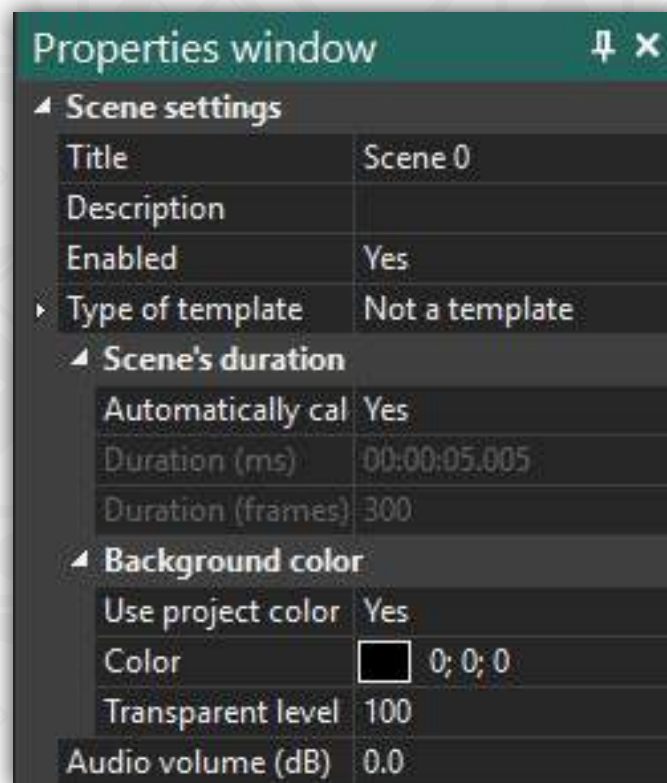 Properties window
Scene settings
Title Scene 0
Description
Enabled Yes
Type of template Not a template
Scene's duration
Automatically cal Yes
Duration (ms) 00:00:05.005
Duration (frames) 300
Background color
Use project color Yes
Color 0; 0; 0
Transparent level 100
Audio volume (dB) 0.0